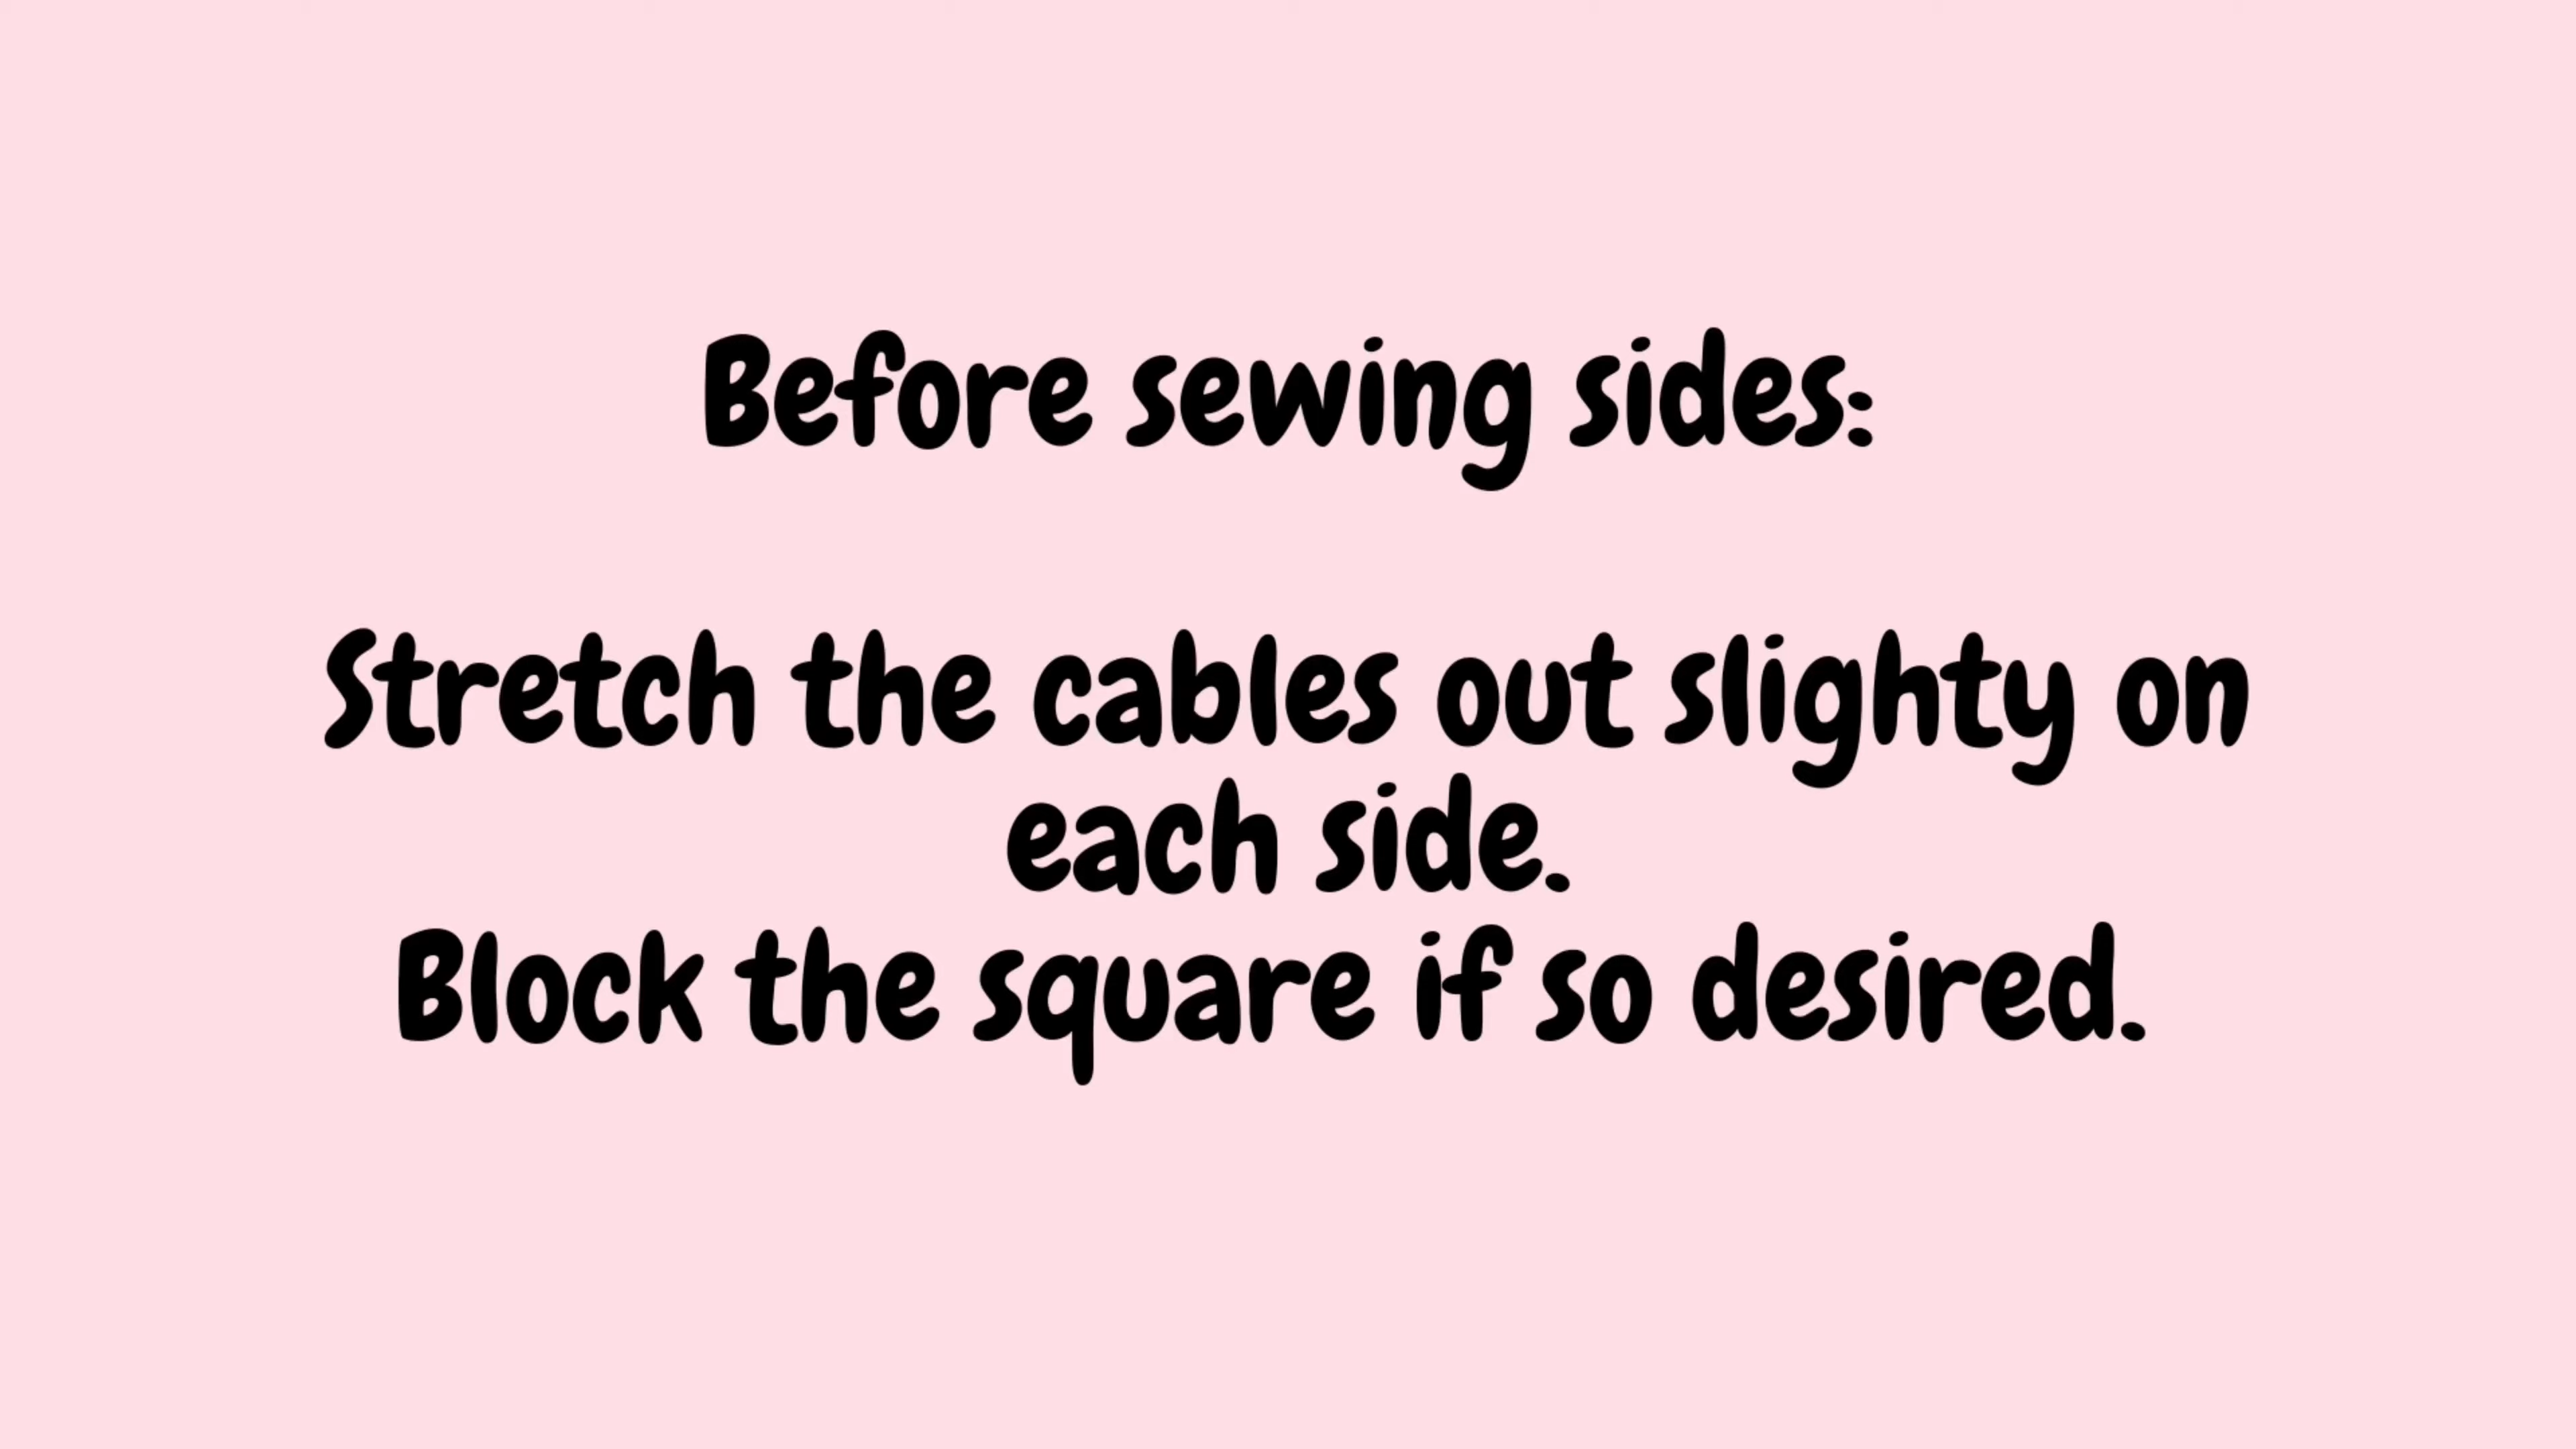 Before sewing sides:
Stretch the cables out slighty on
each side.
Block the square if so desired.